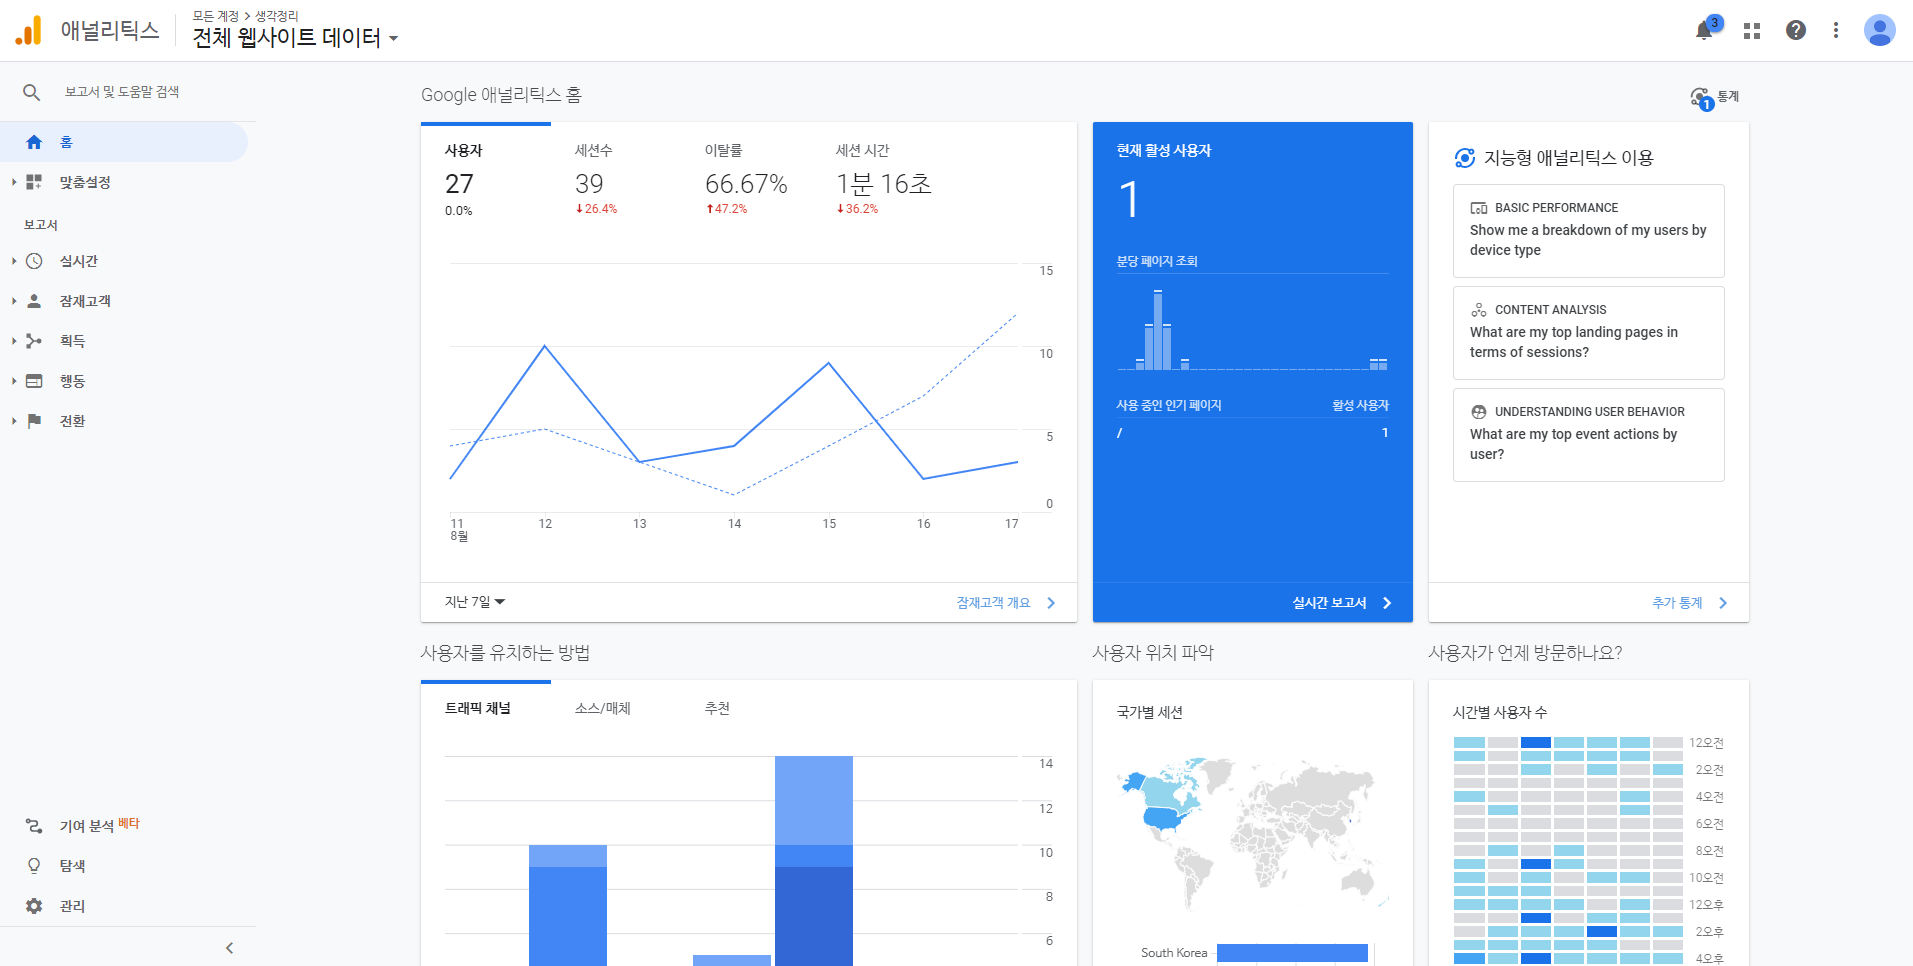 애널리틱스
모든 계정 > 생각정리
전체 웹사이트 데이터
3
보고서 및 도움말 검색
홈
맞춤설정
보고서
실시간
잠재고객
획득
행동
전환
기여 분석 베타
탐색
관리
Google 애널리틱스 홈
1 통계
사용자 세션수 이탈률 세션 시간
27 39 66.67% 1분 16초
0.0% 26.4% 47.2% 36.2%
15
10
5
0
11 12 13 14 15 16 17
8월
지난 7일 잠재고객 개요
현재 활성 사용자
1
분당 페이지 조회
사용 중인 인기 페이지 활성 사용자
/ 1
실시간 보고서
지능형 애널리틱스 이용
BASIC PERFORMANCE
Show me a breakdown of my users by
device type
CONTENT ANALYSIS
What are my top landing pages in
terms of sessions?
UNDERSTANDING USER BEHAVIOR
What are my top event actions by
user?
추가 통계
사용자를 유치하는 방법
트래픽 채널 소스/매체 추천
14
12
10
8
6
사용자 위치 파악
국가별 세션
South Korea
사용자가 언제 방문하나요?
시간별 사용자 수
12오전
2오전
4오전
6오전
8오전
10오전
12오후
2오후
4오후